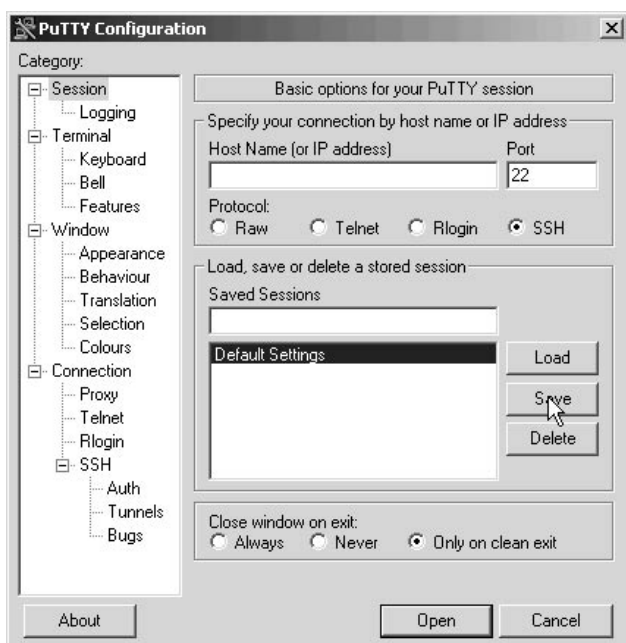 PuTTY Configuration
Category:
Session
Logging
Terminal
Keyboard
Bell
Features
Window
Appearance
Behaviour
Translation
Selection
Colours
Connection
Proxy
Telnet
Rlogin
SSH
Auth
Tunnels
Bugs
Basic options for your PuTTY session
Specify your connection by host name or IP address
Host Name (or IP address) Port
22
Protocol:
Raw Telnet Rlogin SSH
Load, save or delete a stored session
Saved Sessions
Default Settings
Load
Save
Delete
Close window on exit:
Always Never Only on clean exit
About Open Cancel